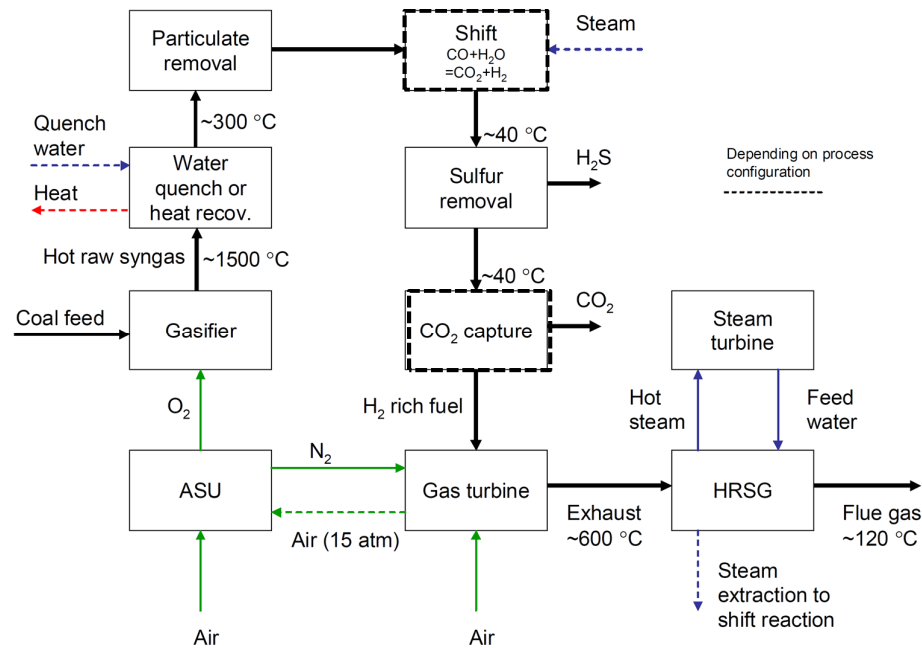 Particulate
removal
Shift
CO+H₂O
=CO₂+H₂
Steam
~300 °C
~40 °C
Quench
water
Heat
Water
quench or
heat recov.
Sulfur
removal
H₂S
Depending on process
configuration
Hot raw syngas
~1500 °C
~40 °C
Coal feed
Gasifier
CO₂ capture
CO₂
Steam
turbine
O₂
H₂ rich fuel
Hot
steam
Feed
water
ASU
N₂
Air (15 atm)
Gas turbine
Exhaust
~600 °C
HRSG
Flue gas
~120 °C
Steam
extraction to
shift reaction
Air
Air